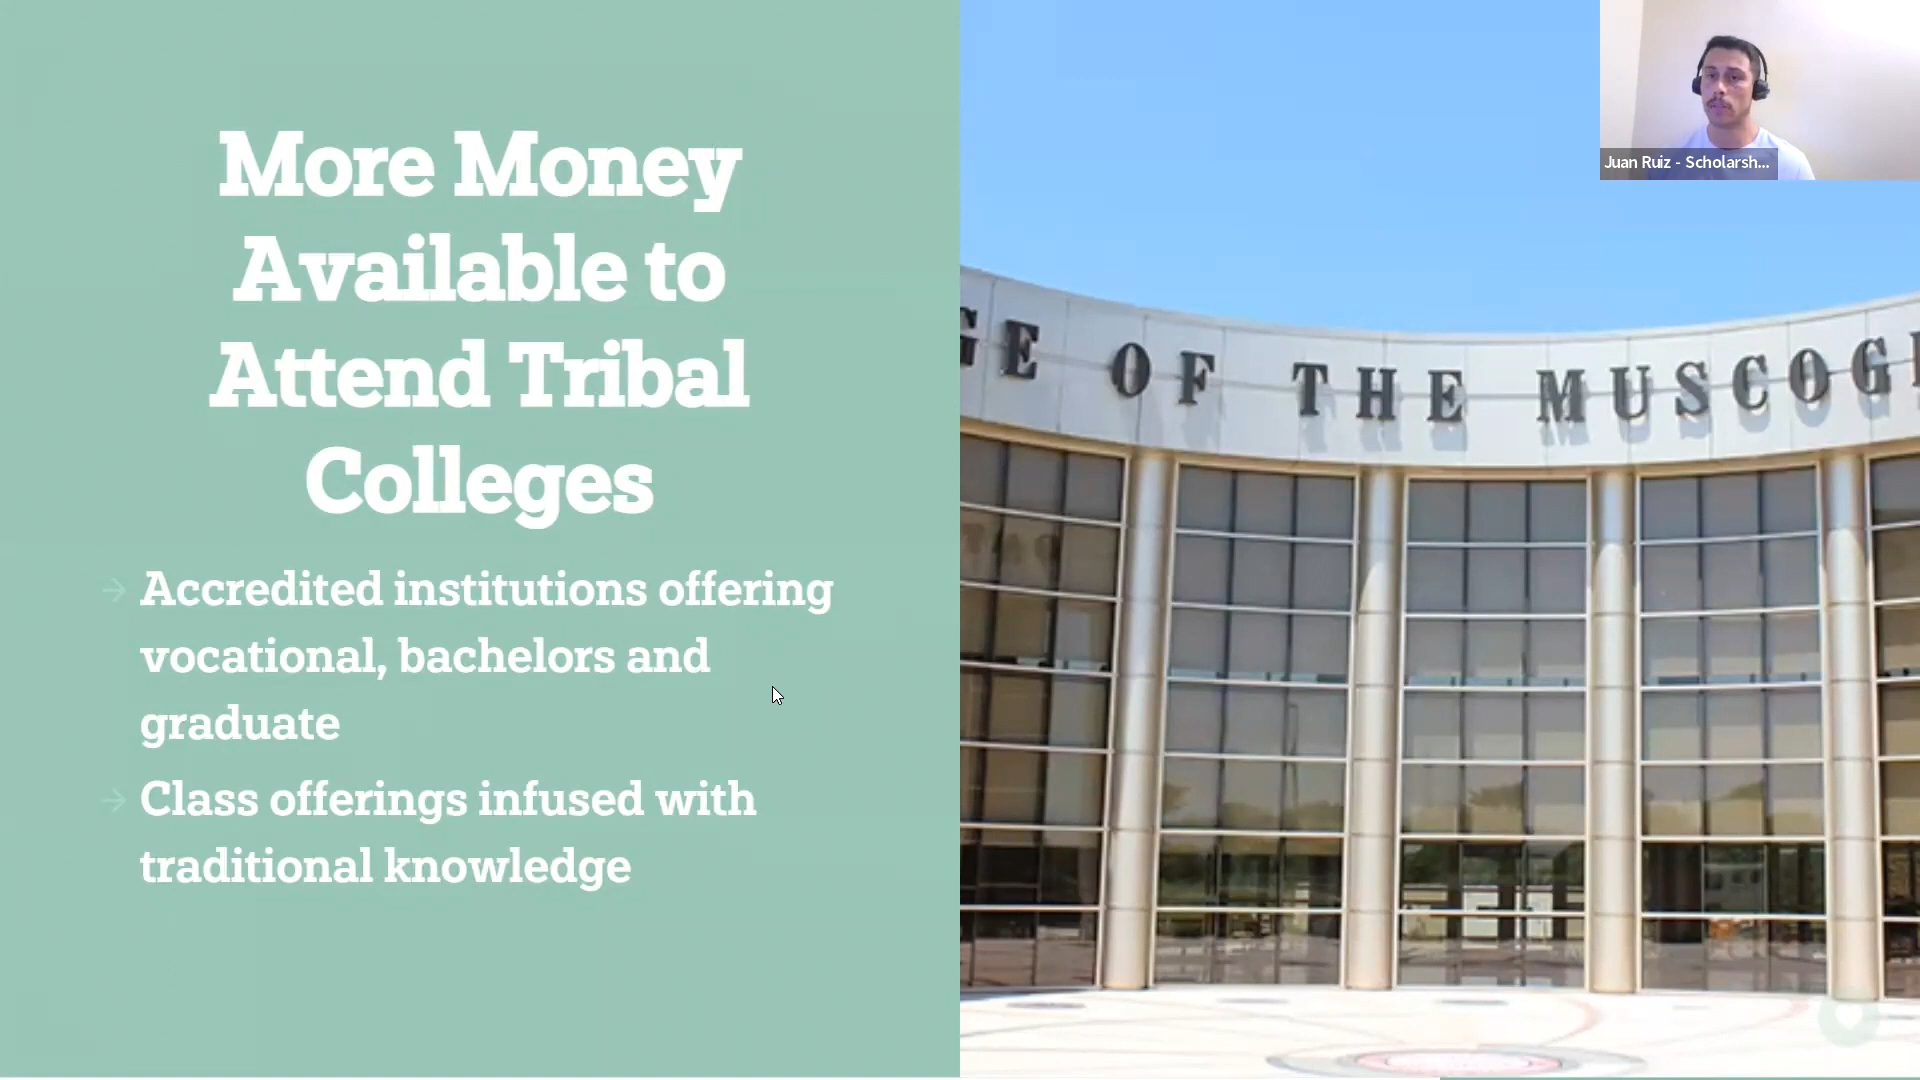 More Money
Available to
Attend Tribal
Colleges
→ Accredited institutions offering
vocational, bachelors and
graduate
→ Class offerings infused with
traditional knowledge
GE OF THE MUSCOG
Juan Ruiz - Scholarsh...